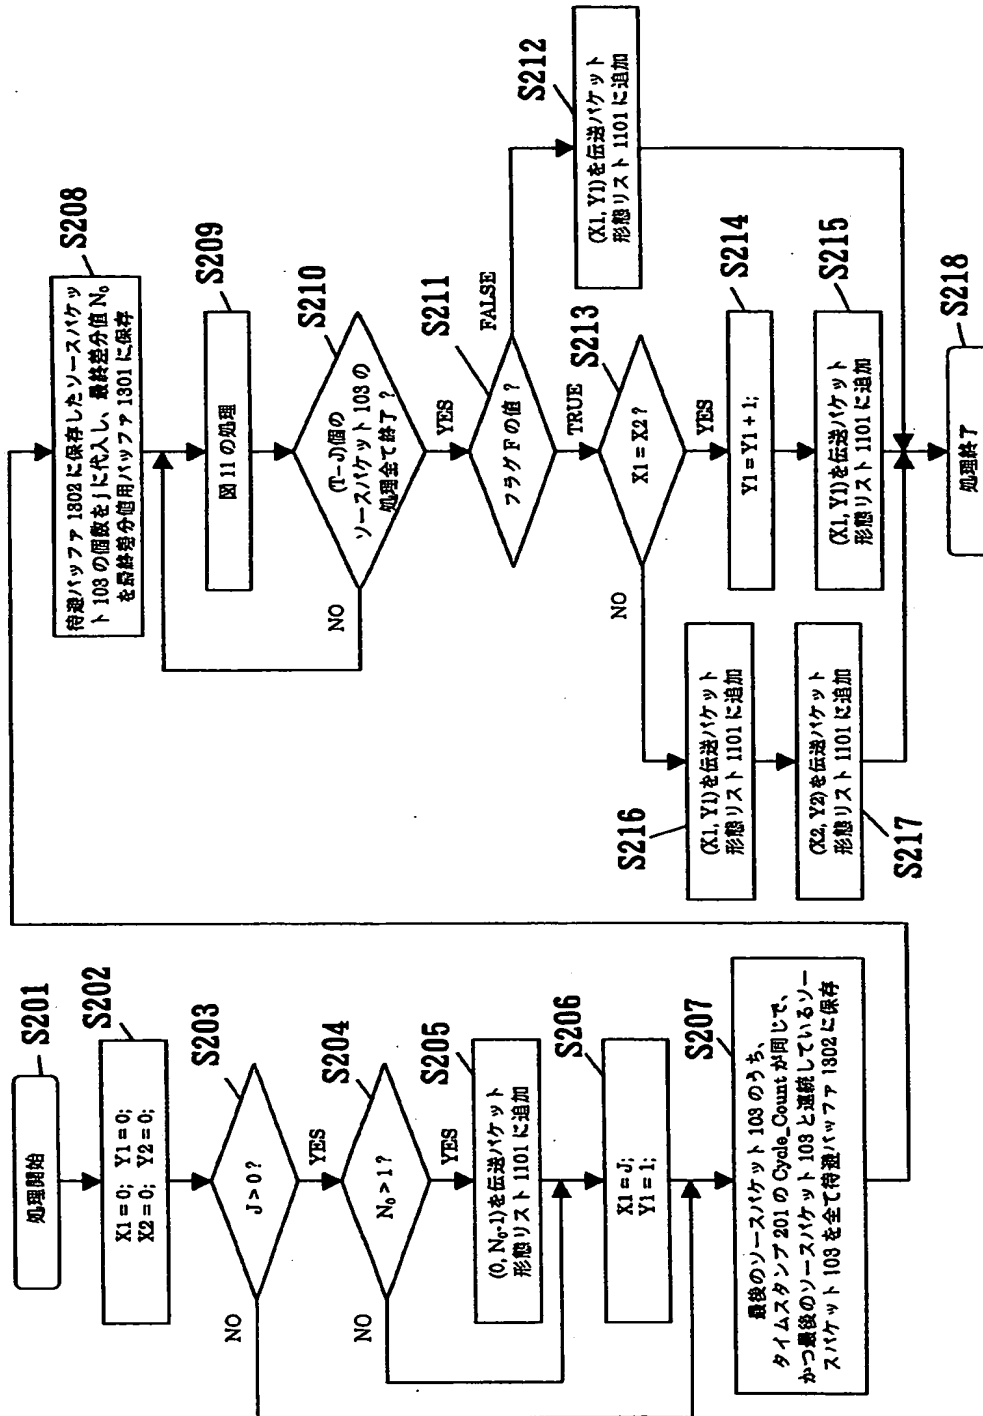 処理開始
S201
X1=0; Y1=0;
X2=0; Y2=0;
S202
J>0?
S203
YES
NO
N₀>1?
S204
YES
NO
(0, N₀-1)を伝送パケット
形態リスト 1101 に追加
S205
X1=J;
Y1=1;
S206
最後のソースパケット 103 のうち、
タイムスタンプ 201 の Cycle_Count が同じで、
かつ最後のソースパケット 103 と連続しているソー
スパケット 103 を全て待避バッファ 1302 に保存
S207
待避バッファ 1302 に保存したソースパケッ
ト 103 の個数を j に代入し、最終差分値 N₀
を最終差分値用バッファ 1301 に保存
S208
図 11 の処理
S209
(T-J)個の
ソースパケット 103 の
処理全て終了?
S210
NO
YES
フラグ F の値?
S211
FALSE
TRUE
(X1, Y1)を伝送パケット
形態リスト 1101 に追加
S212
X1=X2?
S213
NO
YES
Y1=Y1+1;
S214
(X1, Y1)を伝送パケット
形態リスト 1101 に追加
S215
(X1, Y1)を伝送パケット
形態リスト 1101 に追加
S216
(X2, Y2)を伝送パケット
形態リスト 1101 に追加
S217
処理終了
S218